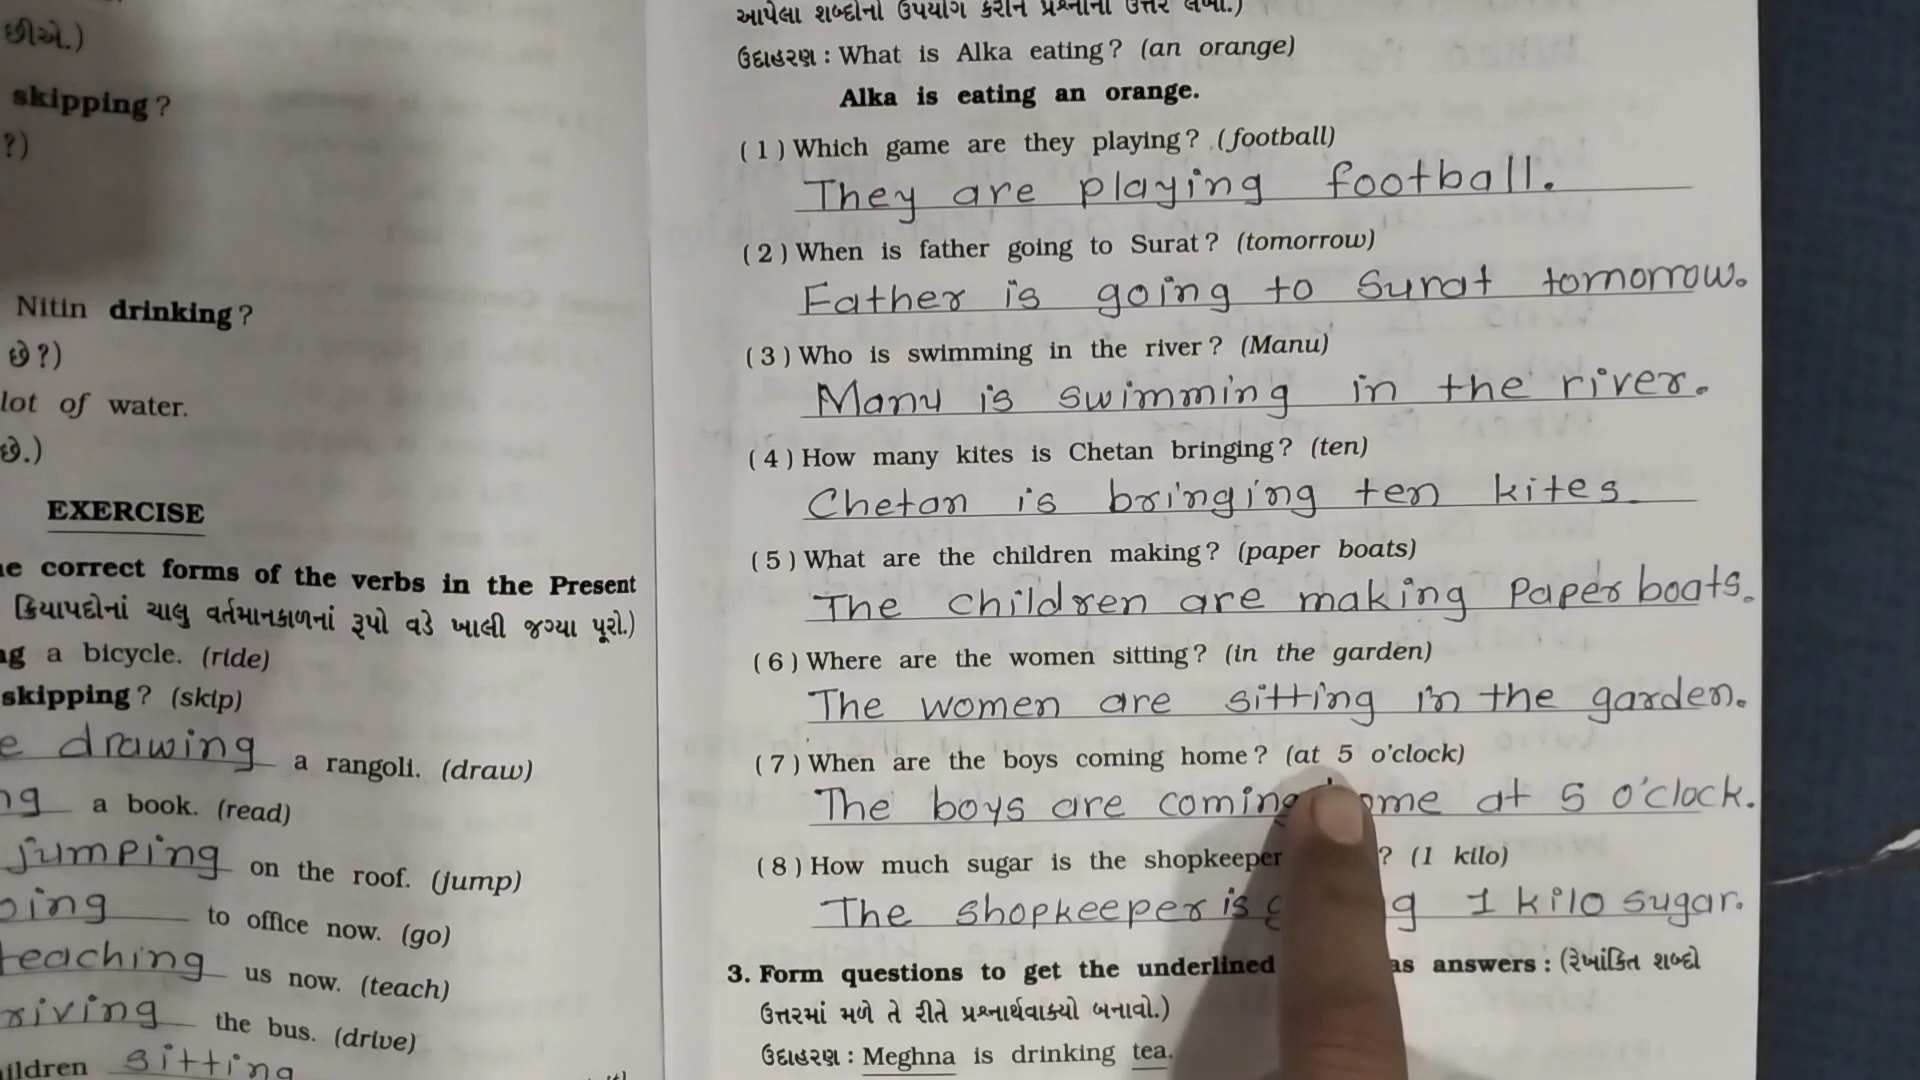 છીએ.)
skipping?
?)
Nitin drinking?
છે?)
lot of water.
છે.)
EXERCISE
correct forms of the verbs in the Present
ક્રિયાપદોનાં ચાલુ વર્તમાનકાળનાં રૂપો વડે ખાલી જગ્યા પૂરો.)
a bicycle. (ride)
skipping? (skip)
drawing a rangoli. (draw)
a book. (read)
jumping on the roof. (jump)
to office now. (go)
teaching us now. (teach)
the bus. (drive)
sitting
આપેલા શબ્દોનો ઉપયોગ કરીને પ્રશ્નોના ઉત્તર લખો.)
ઉદાહરણ : What is Alka eating? (an orange)
Alka is eating an orange.
(1) Which game are they playing? (football)
They are playing football.
(2) When is father going to Surat? (tomorrow)
Father is going to Surat tomorrow.
(3) Who is swimming in the river? (Manu)
Manu is swimming in the river.
(4) How many kites is Chetan bringing? (ten)
Chetan is bringing ten kites.
(5) What are the children making? (paper boats)
The children are making Paper boats.
(6) Where are the women sitting? (in the garden)
The women are sitting in the garden.
(7) When are the boys coming home? (at 5 o'clock)
The boys are coming home at 5 o'clock.
(8) How much sugar is the shopkeeper ? (1 kilo)
The shopkeeper is 1 kilo sugar.
3. Form questions to get the underlined as answers : (રેખાંકિત શબ્દો
ઉત્તરમાં મળે તે રીતે પ્રશ્નાર્થવાક્યો બનાવો.)
ઉદાહરણ : Meghna is drinking tea.